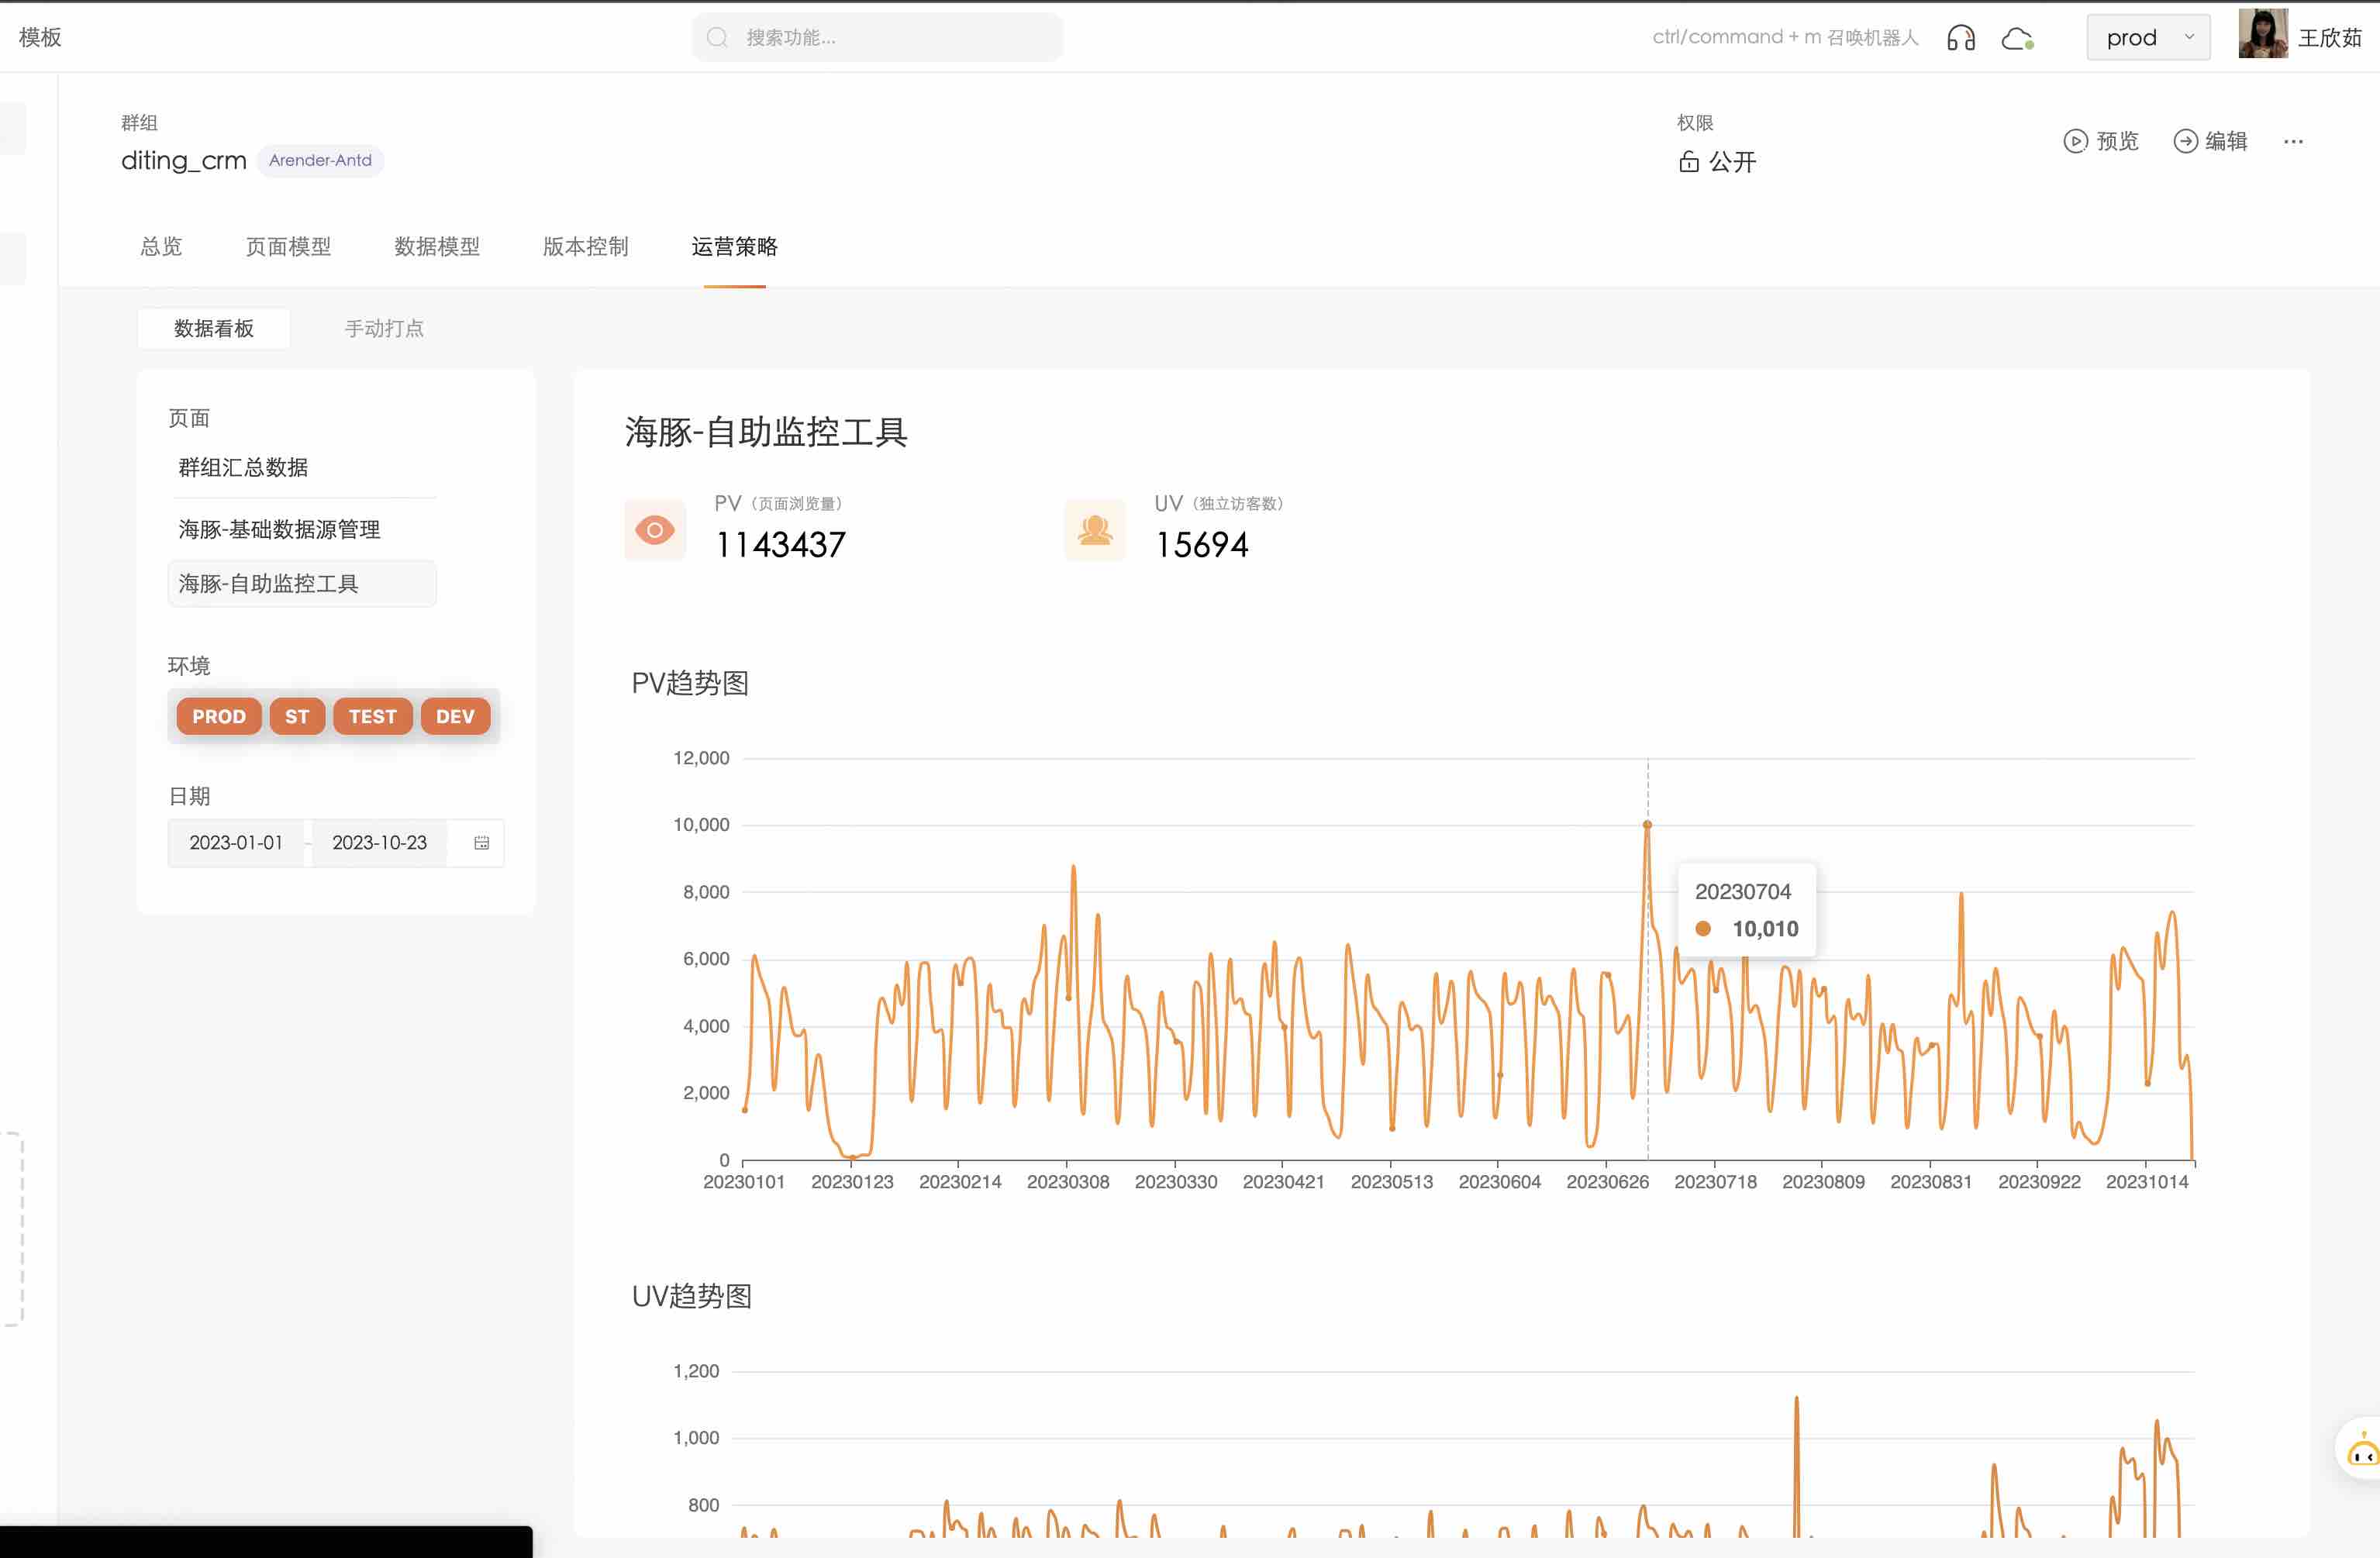 模板
搜索功能...
ctrl/command + m 召唤机器人
prod
王欣茹
群组
diting_crm
Arender-Antd
权限
公开
预览
编辑
...
总览
页面模型
数据模型
版本控制
运营策略
数据看板
手动打点
页面
群组汇总数据
海豚-基础数据源管理
海豚-自助监控工具
环境
PROD
ST
TEST
DEV
日期
2023-01-01 - 2023-10-23
海豚-自助监控工具
PV（页面浏览量）
1143437
UV（独立访客数）
15694
PV趋势图
12,000
10,000
8,000
6,000
4,000
2,000
0
20230704
10,010
20230101
20230123
20230214
20230308
20230330
20230421
20230513
20230604
20230626
20230718
20230809
20230831
20230922
20231014
UV趋势图
1,200
1,000
800